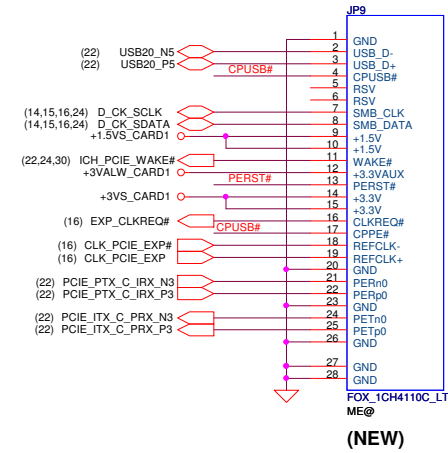 JP9
1 GND
(22) USB20_N5 2 USB_D-
(22) USB20_P5 3 USB_D+
CPUSB# 4 CPUSB#
5 RSV
6 RSV
(14,15,16,24) D_CK_SCLK 7 SMB_CLK
(14,15,16,24) D_CK_SDATA 8 SMB_DATA
+1.5VS_CARD1 9 +1.5V
10 +1.5V
(22,24,30) ICH_PCIE_WAKE# 11 WAKE#
+3VALW_CARD1 12 +3.3VAUX
PERST# 13 PERST#
+3VS_CARD1 14 +3.3V
15 +3.3V
(16) EXP_CLKREQ# 16 CLKREQ#
CPUSB# 17 CPPE#
(16) CLK_PCIE_EXP# 18 REFCLK-
(16) CLK_PCIE_EXP 19 REFCLK+
20 GND
(22) PCIE_PTX_C_IRX_N3 21 PERn0
(22) PCIE_PTX_C_IRX_P3 22 PERp0
23 GND
(22) PCIE_ITX_C_PRX_N3 24 PETn0
(22) PCIE_ITX_C_PRX_P3 25 PETp0
26 GND
27 GND
28 GND
FOX_1CH4110C_LT
ME@
(NEW)